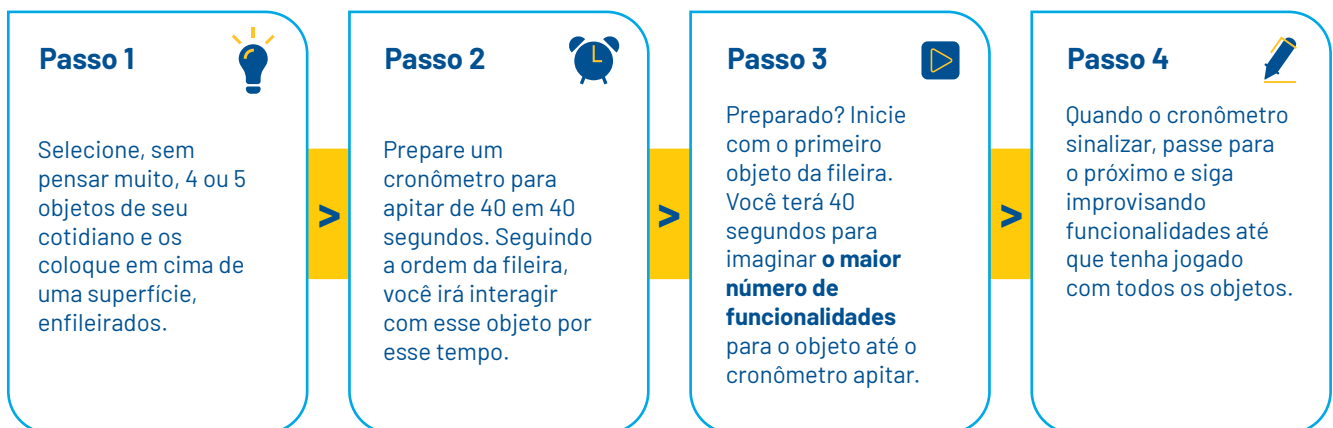 Passo 1
Selecione, sem
pensar muito, 4 ou 5
objetos de seu
cotidiano e os
coloque em cima de
uma superfície,
enfileirados.
>
Passo 2
Prepare um
cronômetro para
apitar de 40 em 40
segundos. Seguindo
a ordem da fileira,
você irá interagir
com esse objeto por
esse tempo.
>
Passo 3
Preparado? Inicie
com o primeiro
objeto da fileira.
Você terá 40
segundos para
imaginar o maior
número de
funcionalidades
para o objeto até o
cronômetro apitar.
>
Passo 4
Quando o cronômetro
sinalizar, passe para
o próximo e siga
improvisando
funcionalidades até
que tenha jogado
com todos os objetos.